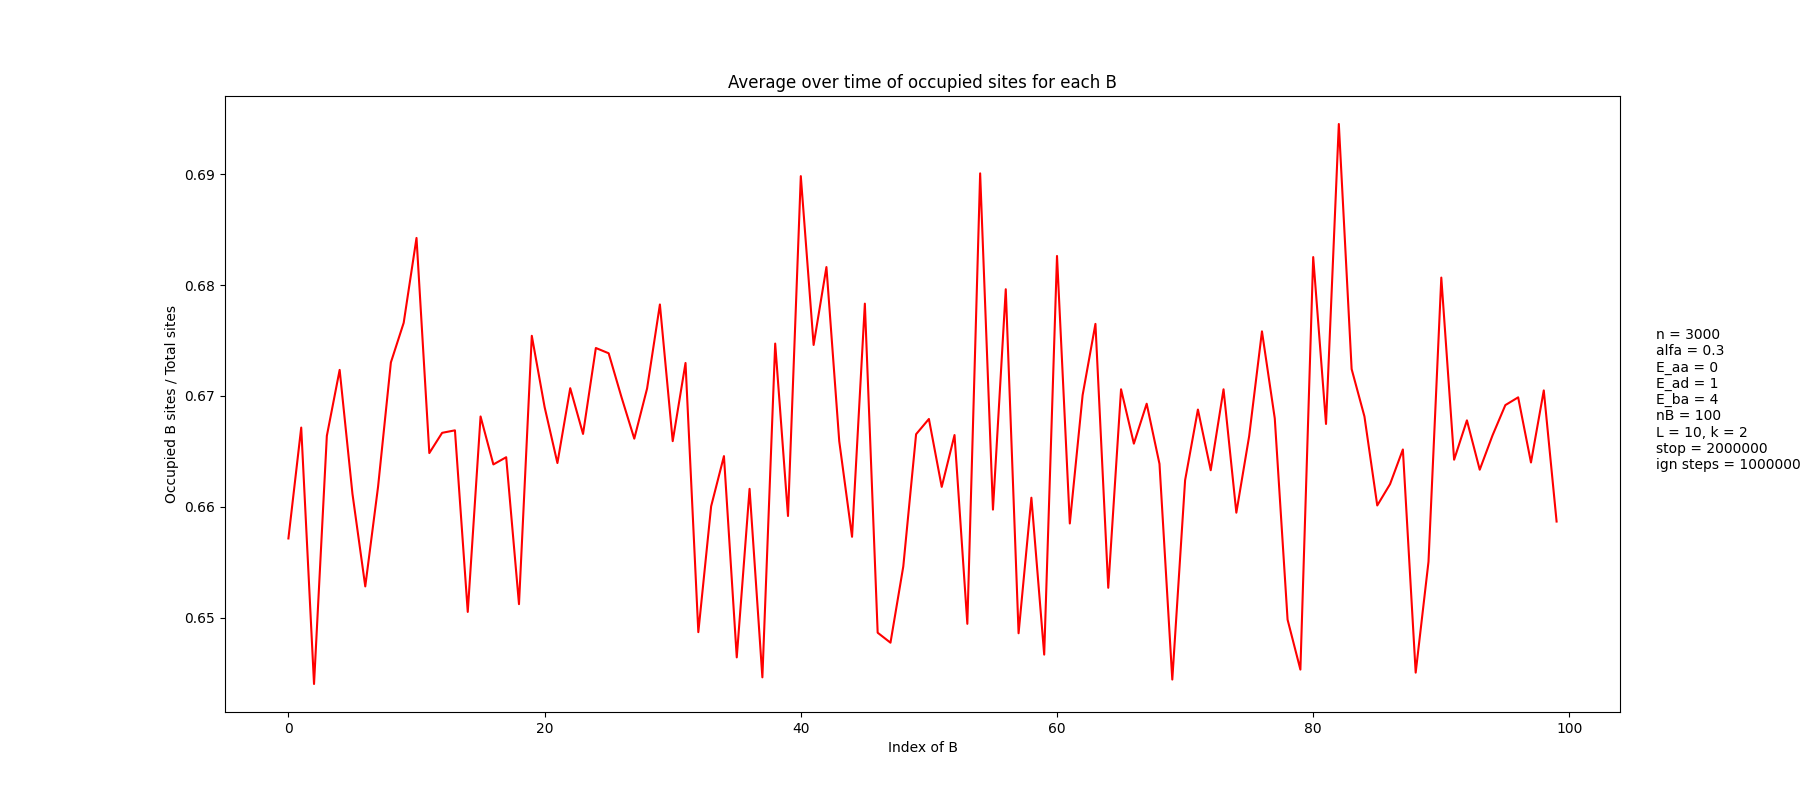 Average over time of occupied sites for each B
Occupied B sites / Total sites
0.69
0.68
0.67
0.66
0.65
0 20 40 60 80 100
Index of B
n = 3000
alfa = 0.3
E_aa = 0
E_ad = 1
E_ba = 4
nB = 100
L = 10, k = 2
stop = 2000000
ign steps = 1000000